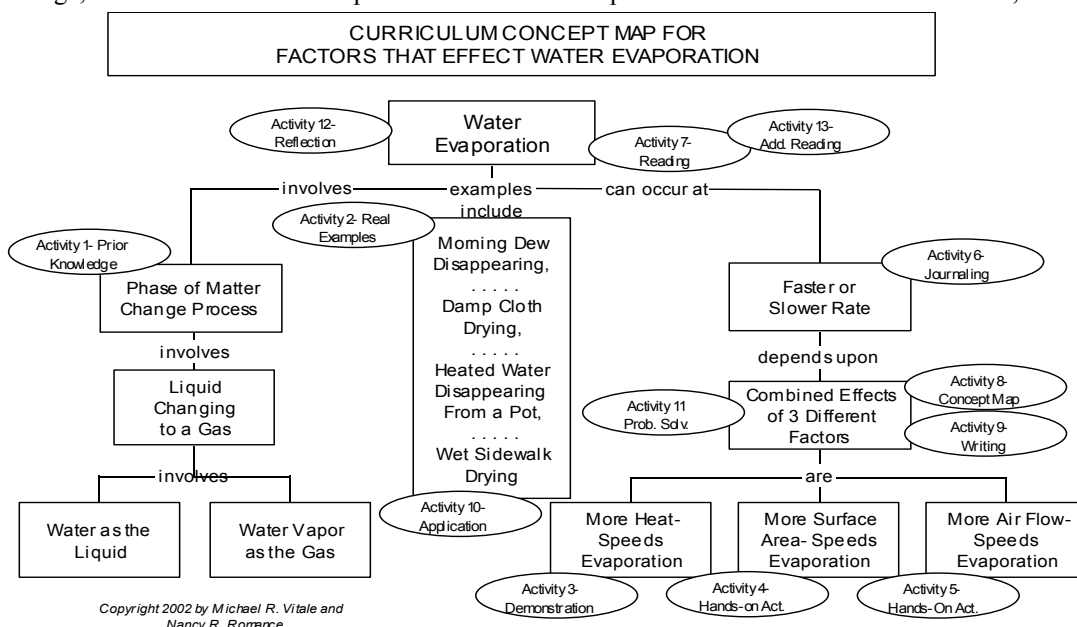 CURRICULUM CONCEPT MAP FOR
FACTORS THAT EFFECT WATER EVAPORATION
Water
Evaporation
Activity 12-
Reflection
Activity 7-
Reading
Activity 13-
Add. Reading
involves
examples
include
can occur at
Activity 1- Prior
Knowledge
Phase of Matter
Change Process
involves
Liquid
Changing
to a Gas
involves
Water as the
Liquid
Water Vapor
as the Gas
Activity 2- Real
Examples
Morning Dew
Disappearing,
. . . . .
Damp Cloth
Drying,
. . . . .
Heated Water
Disappearing
From a Pot,
. . . . .
Wet Sidewalk
Drying
Activity 10-
Application
Activity 6-
Journaling
Faster or
Slower Rate
depends upon
Combined Effects
of 3 Different
Factors
Activity 11
Prob. Solv.
Activity 8-
Concept Map
Activity 9-
Writing
are
More Heat-
Speeds
Evaporation
More Surface
Area- Speeds
Evaporation
More Air Flow-
Speeds
Evaporation
Activity 3-
Demonstration
Activity 4-
Hands-on Act.
Activity 5-
Hands-On Act.
Copyright 2002 by Michael R. Vitale and
Nancy R. Romance